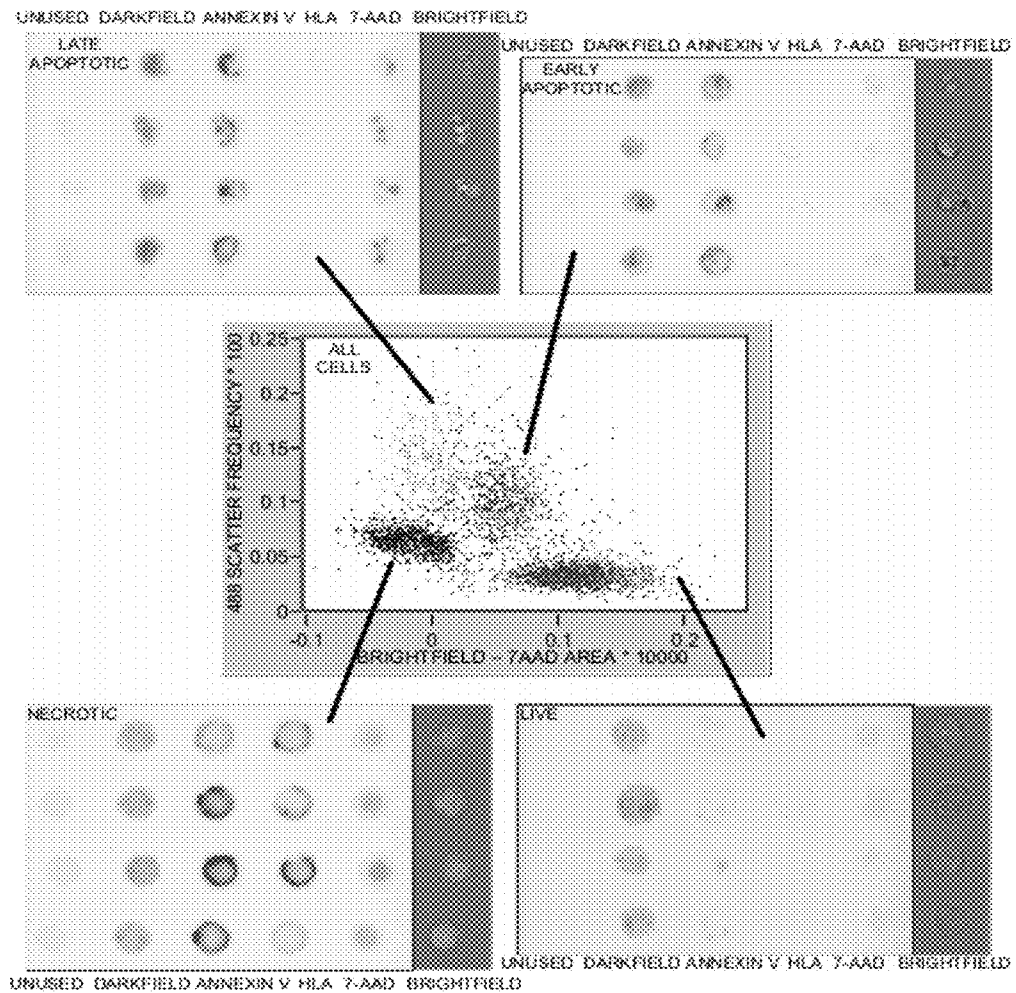 UNUSED DARKFIELD ANNEXIN V HLA 7-AAD BRIGHTFIELD
LATE
APOPTOTIC
UNUSED DARKFIELD ANNEXIN V HLA 7-AAD BRIGHTFIELD
EARLY
APOPTOTIC
ALL
CELLS
488 SCATTER FREQUENCY * 100
0.25
0.2
0.15
0.1
0.05
0
-0.1 0 0.1 0.2
BRIGHTFIELD - 7AAD AREA * 10000
NECROTIC
LIVE
UNUSED DARKFIELD ANNEXIN V HLA 7-AAD BRIGHTFIELD
UNUSED DARKFIELD ANNEXIN V HLA 7-AAD BRIGHTFIELD